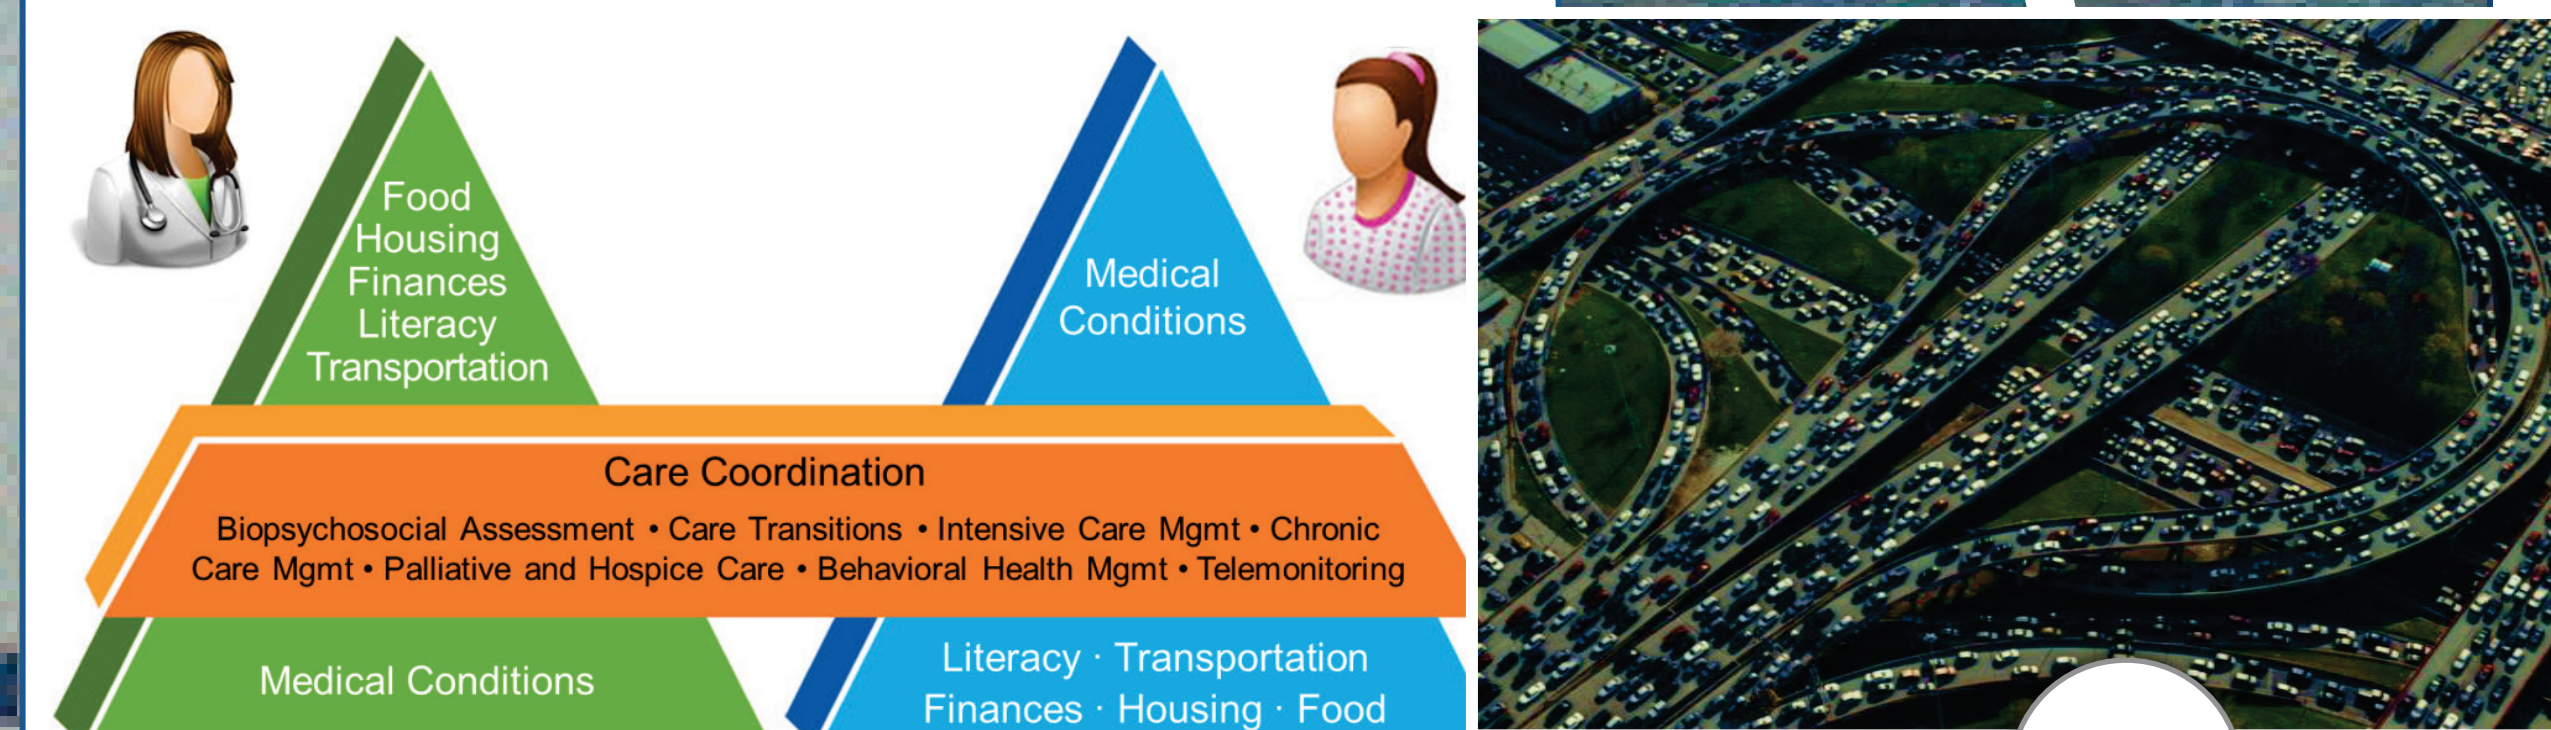 Food
Housing
Finances
Literacy
Transportation
Medical
Conditions
Care Coordination
Biopsychosocial Assessment • Care Transitions • Intensive Care Mgmt • Chronic
Care Mgmt • Palliative and Hospice Care • Behavioral Health Mgmt • Telemonitoring
Medical Conditions
Literacy · Transportation
Finances · Housing · Food